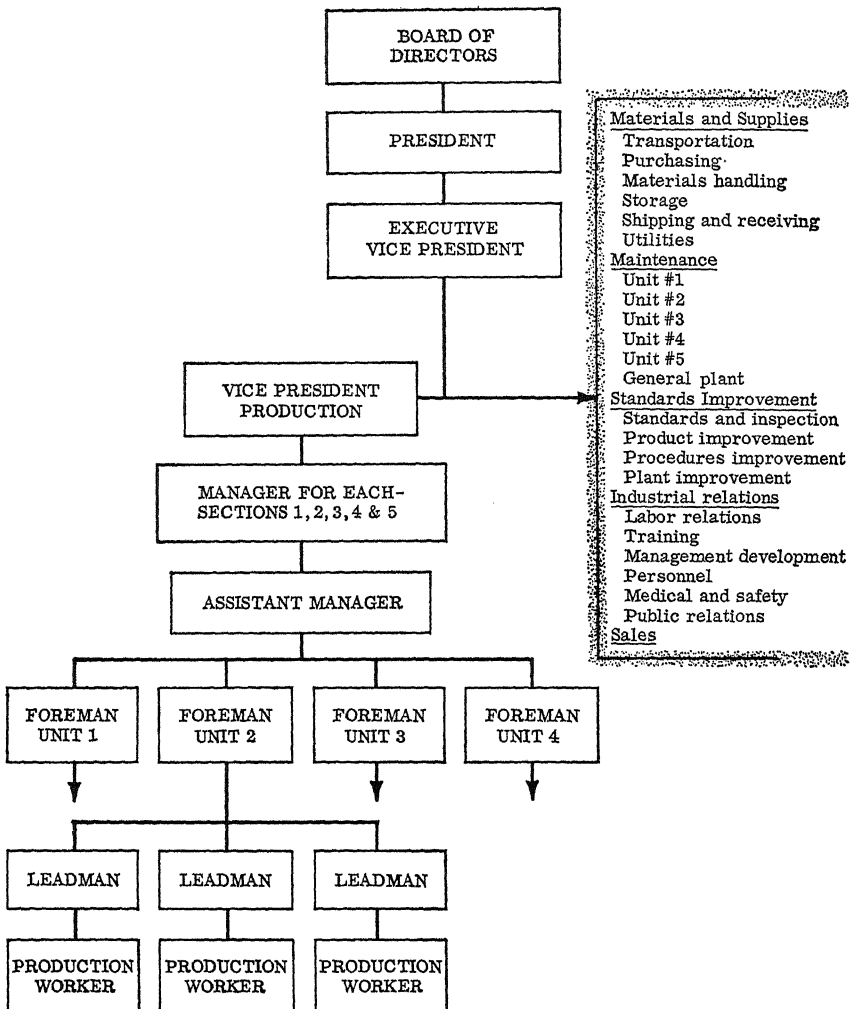 BOARD OF
DIRECTORS
PRESIDENT
EXECUTIVE
VICE PRESIDENT
VICE PRESIDENT
PRODUCTION
MANAGER FOR EACH-
SECTIONS 1, 2, 3, 4 & 5
ASSISTANT MANAGER
FOREMAN
UNIT 1
FOREMAN
UNIT 2
FOREMAN
UNIT 3
FOREMAN
UNIT 4
LEADMAN
LEADMAN
LEADMAN
PRODUCTION
WORKER
PRODUCTION
WORKER
PRODUCTION
WORKER
Materials and Supplies
Transportation
Purchasing
Materials handling
Storage
Shipping and receiving
Utilities
Maintenance
Unit #1
Unit #2
Unit #3
Unit #4
Unit #5
General plant
Standards Improvement
Standards and inspection
Product improvement
Procedures improvement
Plant improvement
Industrial relations
Labor relations
Training
Management development
Personnel
Medical and safety
Public relations
Sales